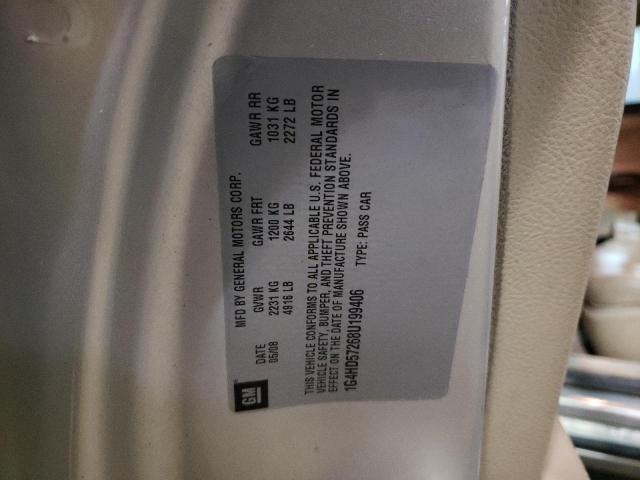 GM
MFD BY GENERAL MOTORS CORP.
DATE GVWR GAWR FRT GAWR RR
05/08 2231 KG 1200 KG 1031 KG
4916 LB 2644 LB 2272 LB
THIS VEHICLE CONFORMS TO ALL APPLICABLE U.S. FEDERAL MOTOR
VEHICLE SAFETY, BUMPER, AND THEFT PREVENTION STANDARDS IN
EFFECT ON THE DATE OF MANUFACTURE SHOWN ABOVE.
1G4HD57268U199406 TYPE: PASS CAR